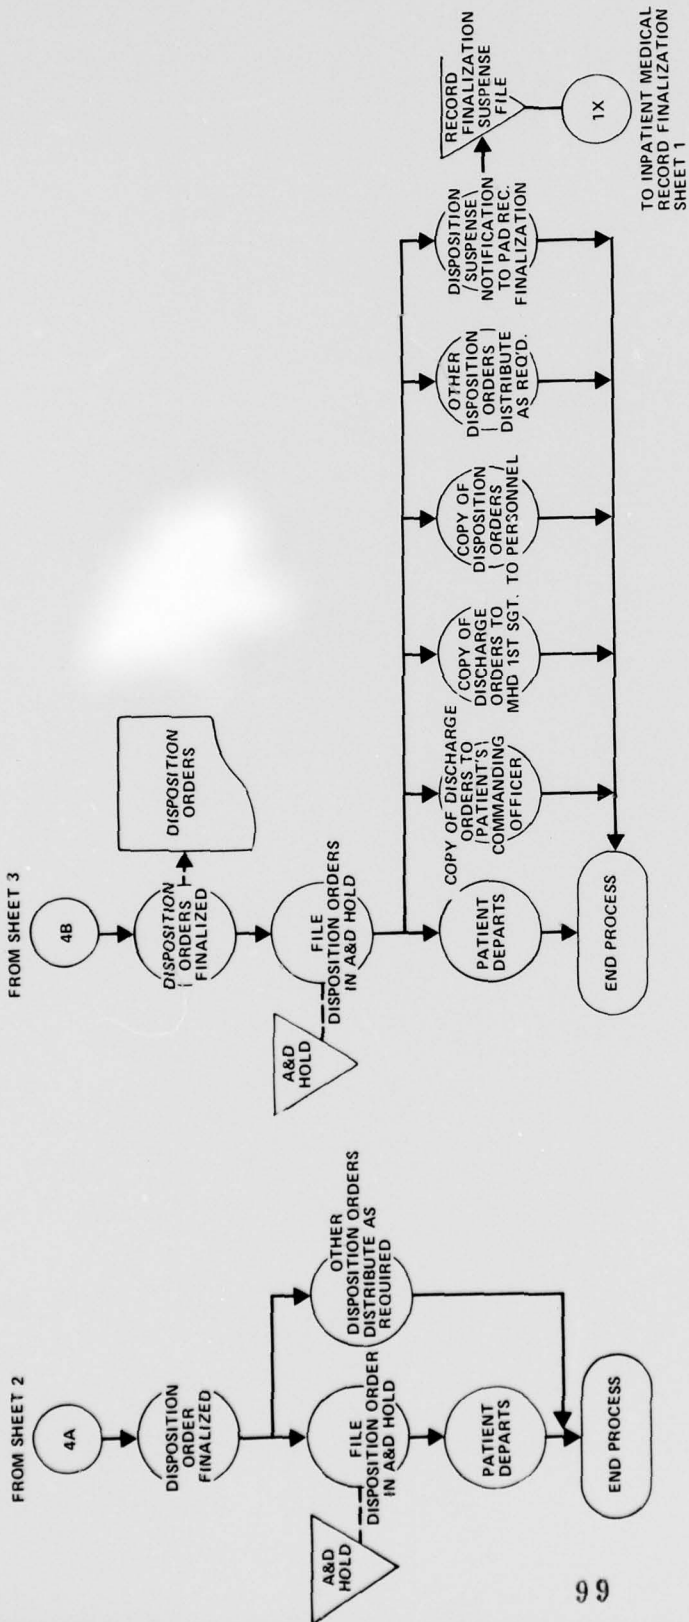 FROM SHEET 2
4A
DISPOSITION
ORDER
FINALIZED
OTHER
DISPOSITION ORDERS
DISTRIBUTE AS
REQUIRED
A&D
HOLD
FILE
DISPOSITION ORDER
IN A&D HOLD
PATIENT
DEPARTS
END PROCESS
FROM SHEET 3
4B
DISPOSITION
ORDERS
FINALIZED
DISPOSITION
ORDERS
A&D
HOLD
FILE
DISPOSITION ORDERS
IN A&D HOLD
PATIENT
DEPARTS
COPY OF DISCHARGE
ORDERS TO
PATIENT'S
COMMANDING
OFFICER
COPY OF
DISCHARGE
ORDERS TO
MHD 1ST SGT.
COPY OF
DISPOSITION
ORDERS
TO PERSONNEL
OTHER
DISPOSITION
ORDERS
DISTRIBUTE
AS REQ'D.
DISPOSITION
SUSPENSE
NOTIFICATION
TO PAD REC.
FINALIZATION
RECORD
FINALIZATION
SUSPENSE
FILE
1X
TO INPATIENT MEDICAL
RECORD FINALIZATION
SHEET 1
END PROCESS
99